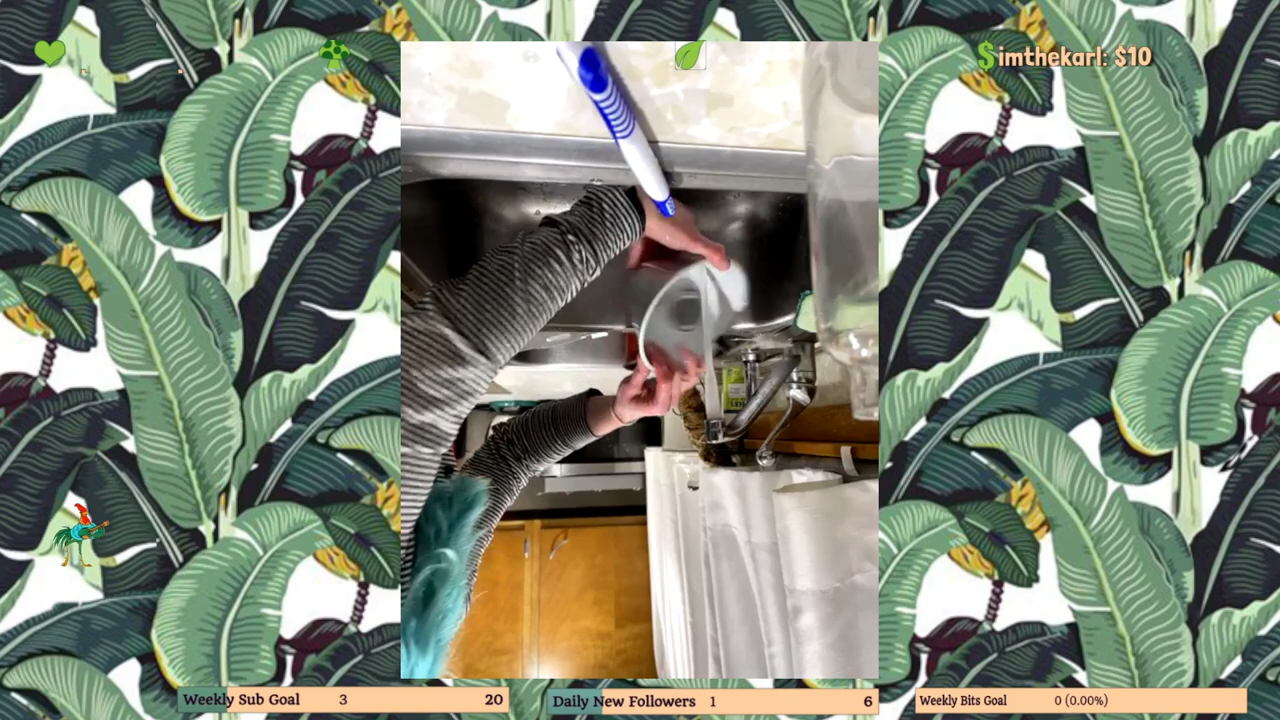 $imthekarl: $10
Weekly Sub Goal 3 20
Daily New Followers 1 6
Weekly Bits Goal 0 (0.00%)